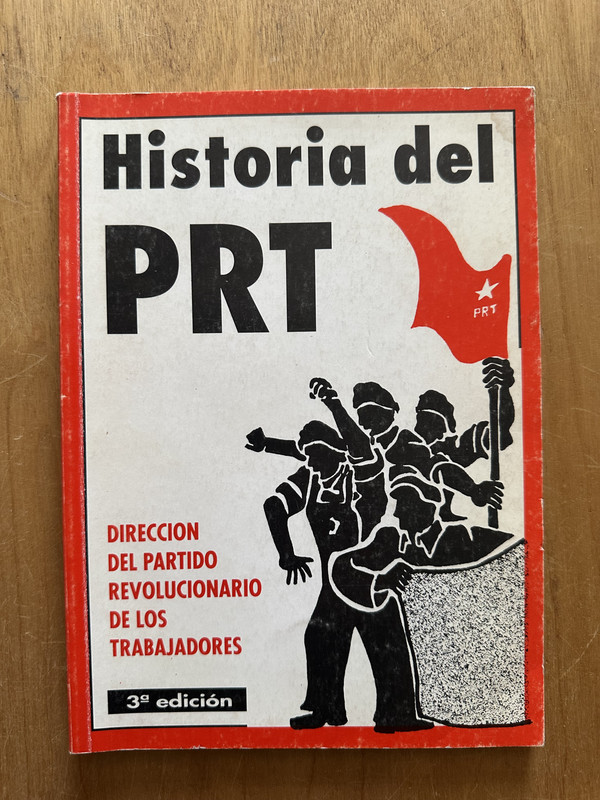 Historia del
PRT
PRT
DIRECCION
DEL PARTIDO
REVOLUCIONARIO
DE LOS
TRABAJADORES
3ª edición